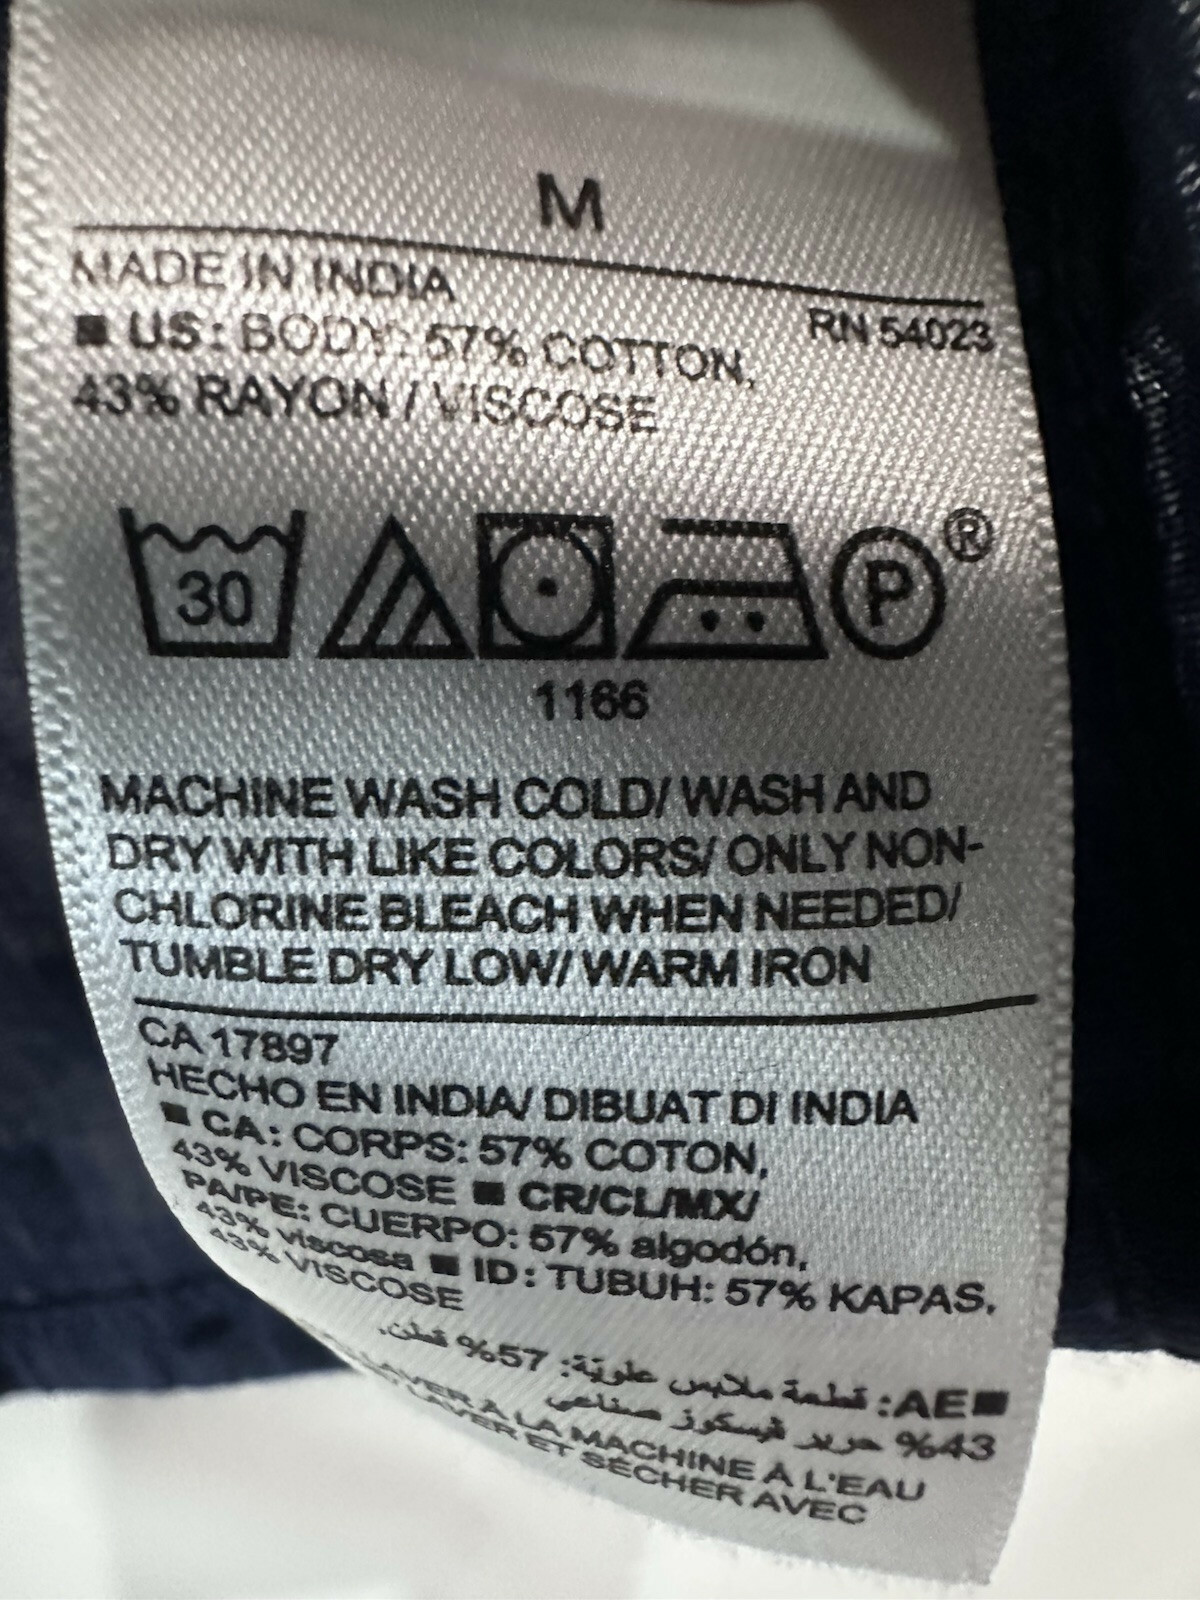 M
MADE IN INDIA
RN 54023
■ US: BODY: 57% COTTON,
43% RAYON / VISCOSE
30
P®
1166
MACHINE WASH COLD/ WASH AND
DRY WITH LIKE COLORS/ ONLY NON-
CHLORINE BLEACH WHEN NEEDED/
TUMBLE DRY LOW/ WARM IRON
CA 17897
HECHO EN INDIA/ DIBUAT DI INDIA
■ CA: CORPS: 57% COTON,
43% VISCOSE ■ CR/CL/MX/
PA/PE: CUERPO: 57% algodón,
43% viscosa ■ ID: TUBUH: 57% KAPAS,
43% VISCOSE
■AE: قطعة ملابس علويّة: 57% قطن,
43% حرير فيسكوز صناعي
LAVER À LA MACHINE À L'EAU
LAVER ET SÉCHER AVEC